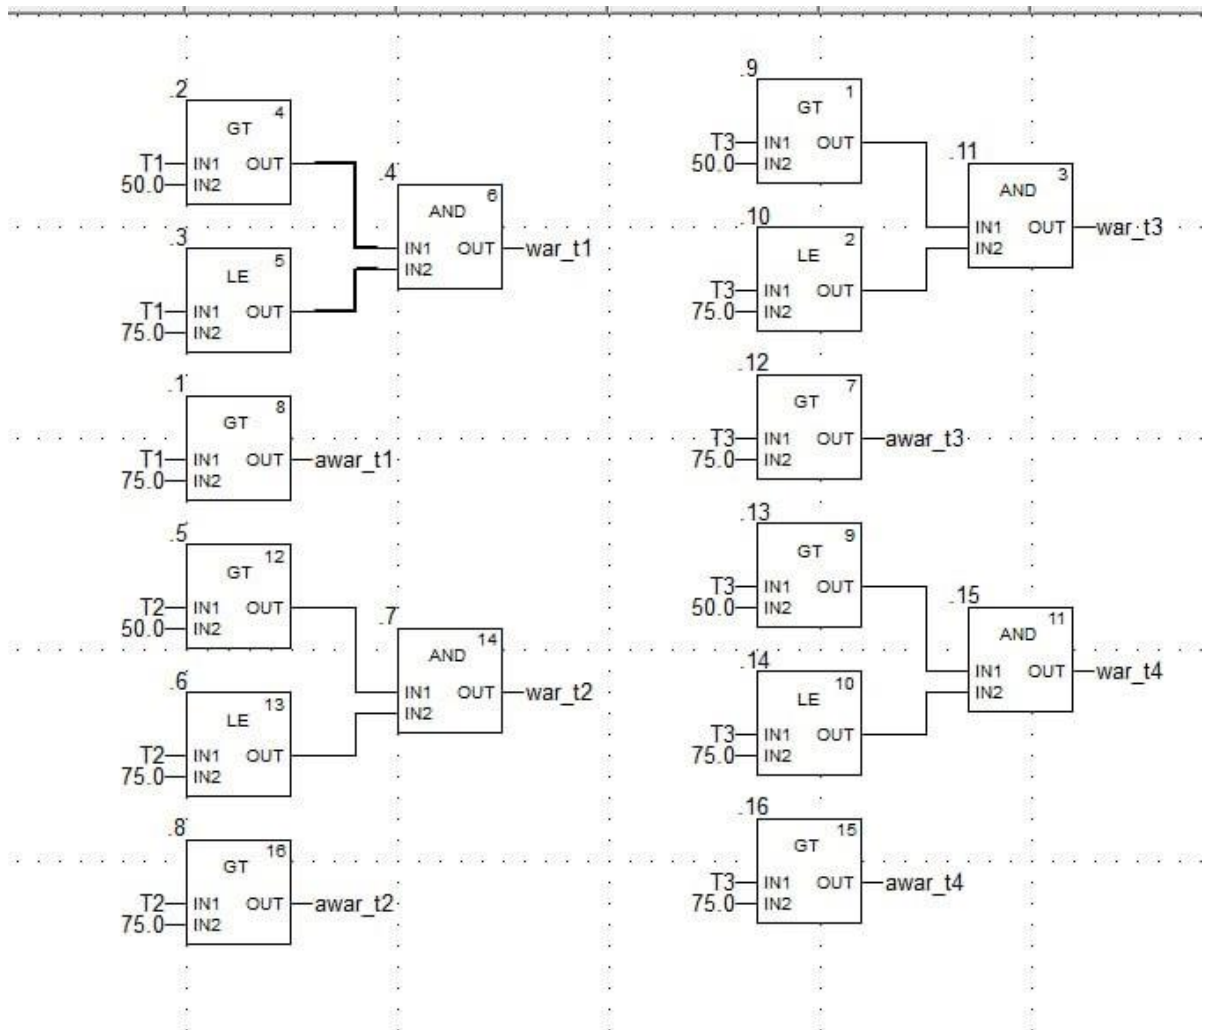 .2
4
GT
T1 IN1 OUT
50.0 IN2
.3
5
LE
T1 IN1 OUT
75.0 IN2
.4
6
AND
IN1 OUT war_t1
IN2
.1
8
GT
T1 IN1 OUT awar_t1
75.0 IN2
.5
12
GT
T2 IN1 OUT
50.0 IN2
.6
13
LE
T2 IN1 OUT
75.0 IN2
.7
14
AND
IN1 OUT war_t2
IN2
.8
16
GT
T2 IN1 OUT awar_t2
75.0 IN2
.9
1
GT
T3 IN1 OUT
50.0 IN2
.10
2
LE
T3 IN1 OUT
75.0 IN2
.11
3
AND
IN1 OUT war_t3
IN2
.12
7
GT
T3 IN1 OUT awar_t3
75.0 IN2
.13
9
GT
T3 IN1 OUT
50.0 IN2
.14
10
LE
T3 IN1 OUT
75.0 IN2
.15
11
AND
IN1 OUT war_t4
IN2
.16
15
GT
T3 IN1 OUT awar_t4
75.0 IN2